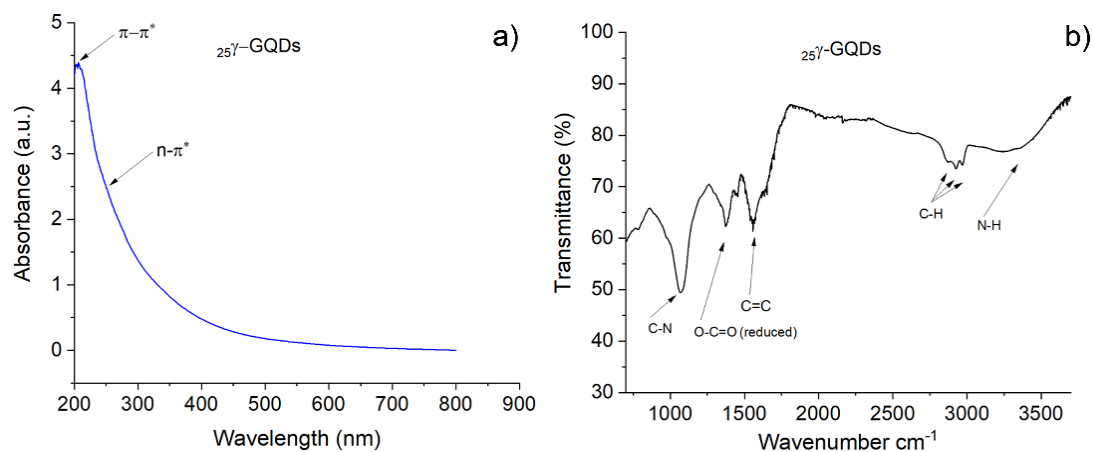 a)
₂₅γ–GQDs
π–π*
n-π*
5
4
3
2
1
0
200 300 400 500 600 700 800 900
Absorbance (a.u.)
Wavelength (nm)
b)
₂₅γ-GQDs
100
90
80
70
60
50
40
30
1000 1500 2000 2500 3000 3500
Transmittance (%)
Wavenumber cm⁻¹
C-N
O-C=O (reduced)
C=C
C-H
N-H